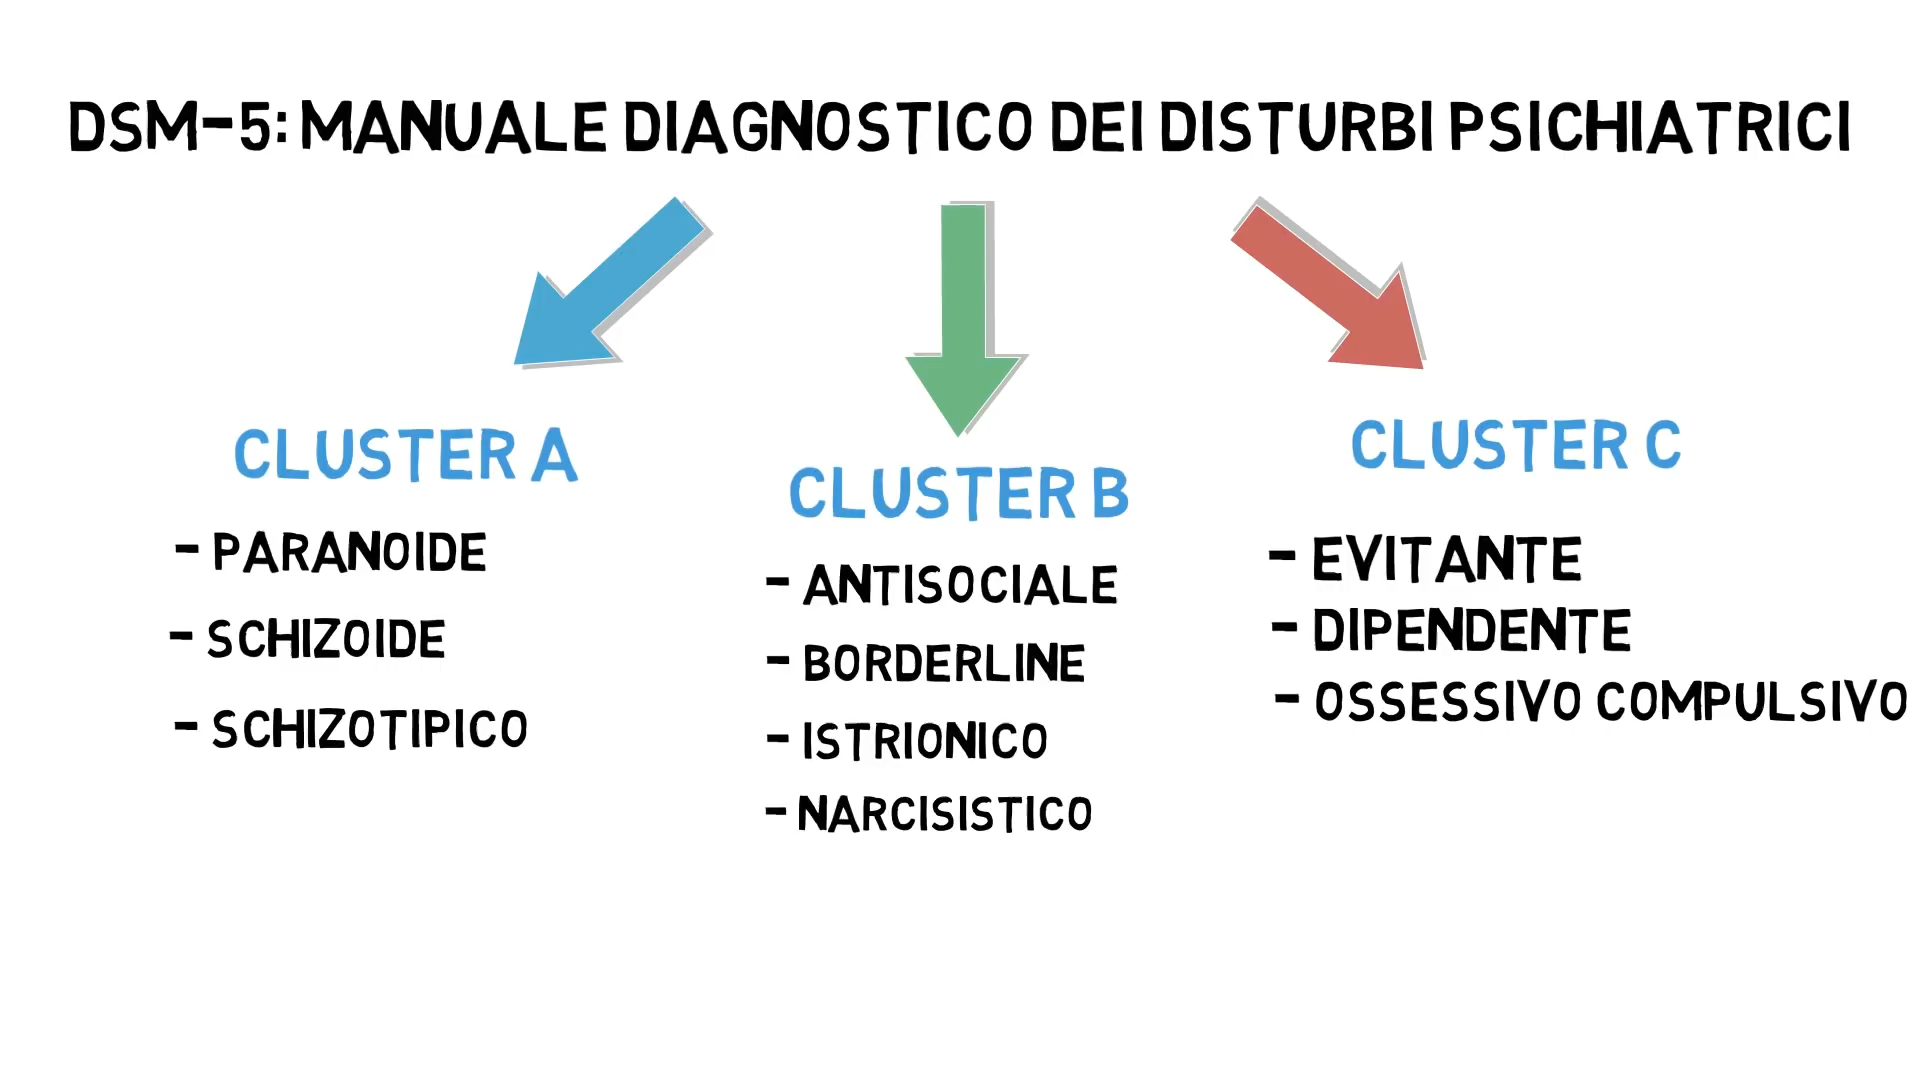 DSM-5: MANUALE DIAGNOSTICO DEI DISTURBI PSICHIATRICI
CLUSTER A
- PARANOIDE
- SCHIZOIDE
- SCHIZOTIPICO
CLUSTER B
- ANTISOCIALE
- BORDERLINE
- ISTRIONICO
- NARCISISTICO
CLUSTER C
- EVITANTE
- DIPENDENTE
- OSSESSIVO COMPULSIVO